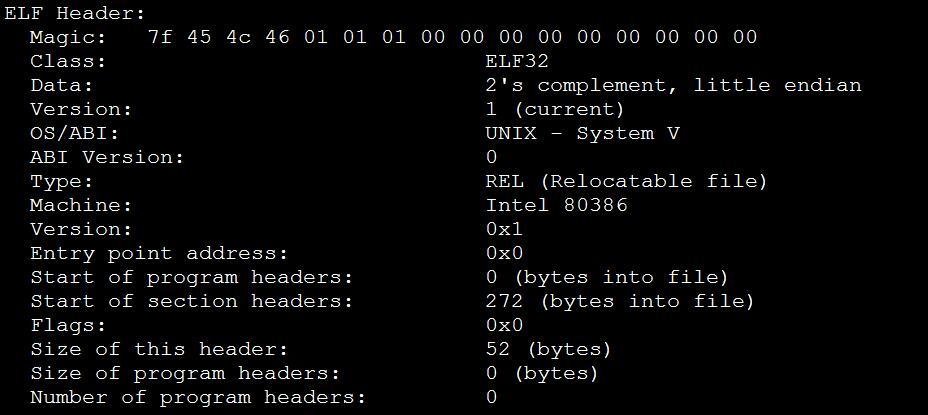 ELF Header:
Magic: 7f 45 4c 46 01 01 01 00 00 00 00 00 00 00 00 00
Class: ELF32
Data: 2's complement, little endian
Version: 1 (current)
OS/ABI: UNIX - System V
ABI Version: 0
Type: REL (Relocatable file)
Machine: Intel 80386
Version: 0x1
Entry point address: 0x0
Start of program headers: 0 (bytes into file)
Start of section headers: 272 (bytes into file)
Flags: 0x0
Size of this header: 52 (bytes)
Size of program headers: 0 (bytes)
Number of program headers: 0